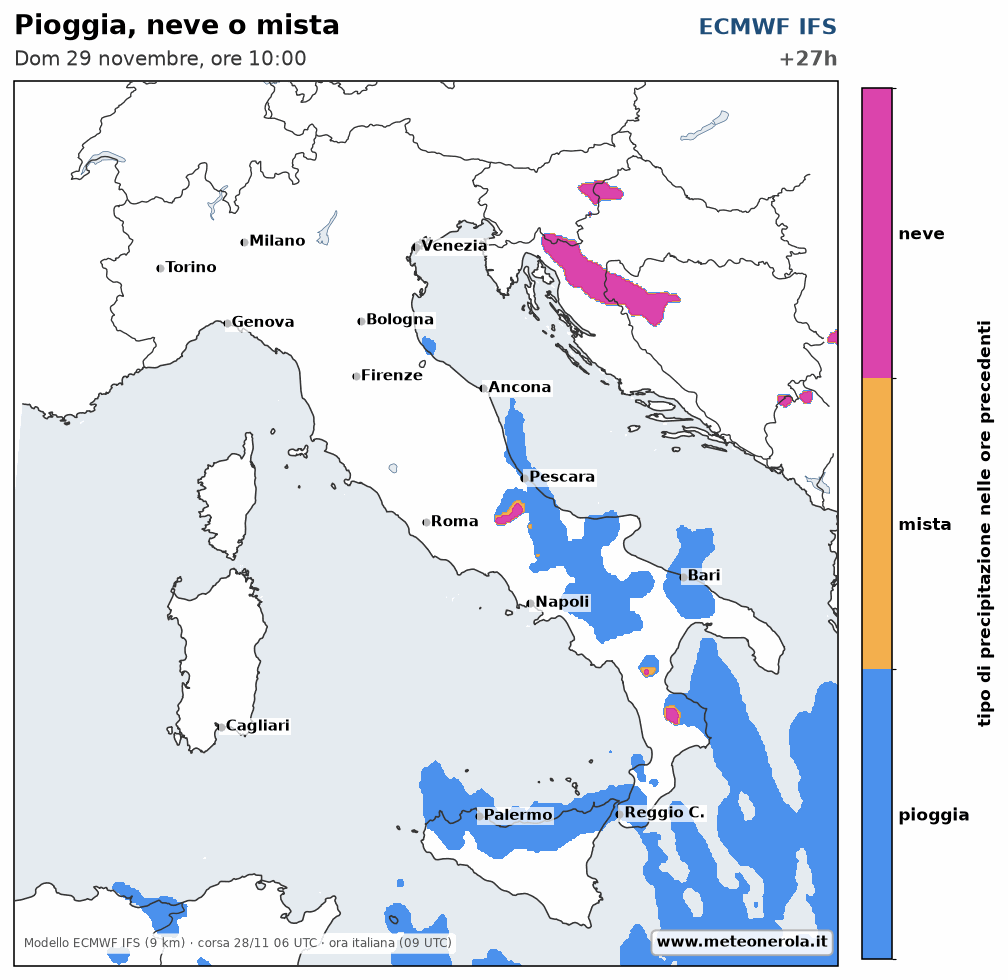 Pioggia, neve o mista
ECMWF IFS
Dom 29 novembre, ore 10:00
+27h
neve
Milano
Venezia
Torino
Genova
Bologna
Firenze
Ancona
Pescara
Roma
mista
Bari
Napoli
Cagliari
Palermo
Reggio C.
pioggia
tipo di precipitazione nelle ore precedenti
Modello ECMWF IFS (9 km) · corsa 28/11 06 UTC · ora italiana (09 UTC)
www.meteonerola.it